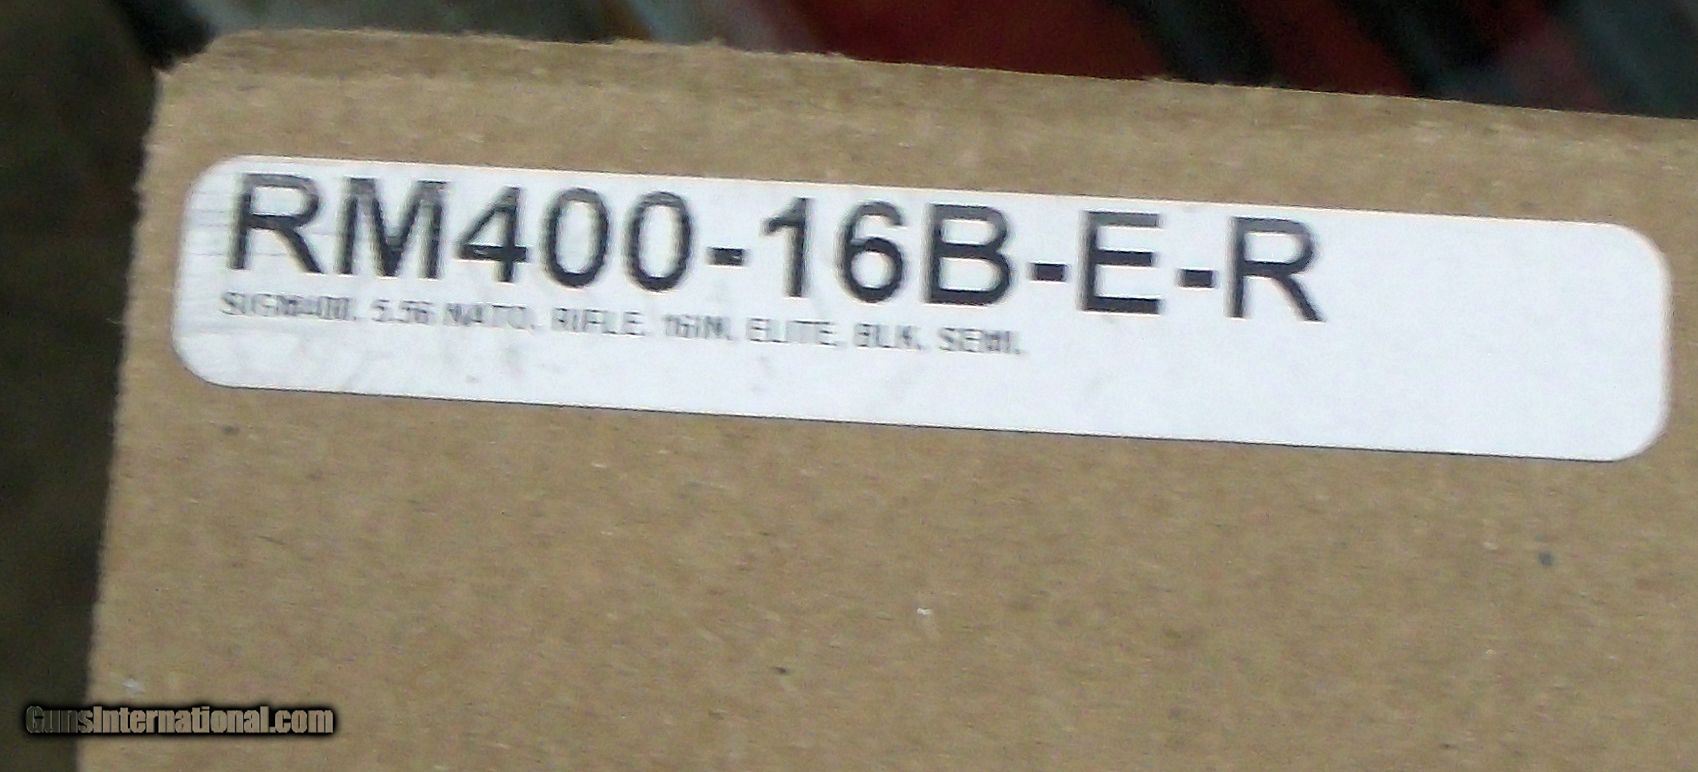 RM400-16B-E-R
SIGM400, 5.56 NATO, RIFLE, 16IN, ELITE, BLK, SEMI,
GunsInternational.com